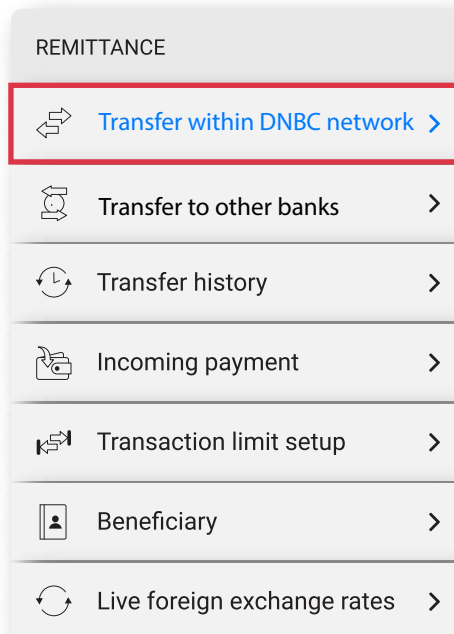 REMITTANCE
Transfer within DNBC network
Transfer to other banks
Transfer history
Incoming payment
Transaction limit setup
Beneficiary
Live foreign exchange rates